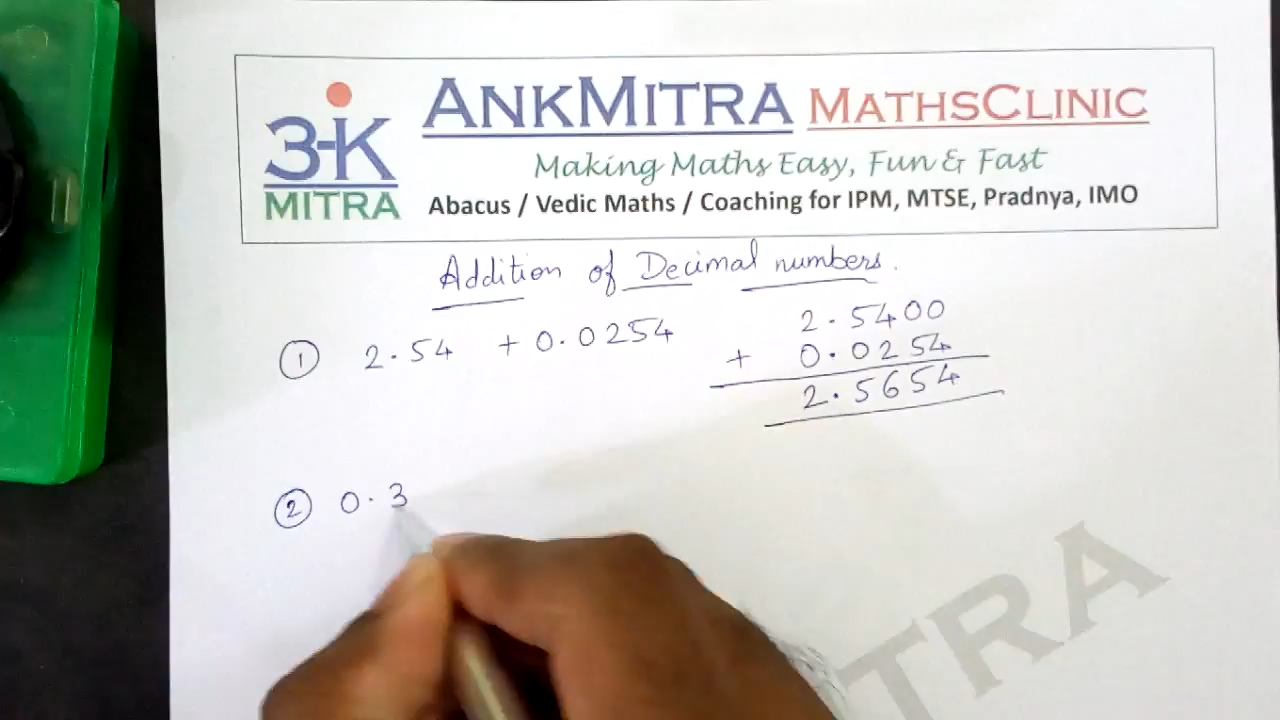 3-K
MITRA
ANKMITRA MATHSCLINIC
Making Maths Easy, Fun & Fast
Abacus / Vedic Maths / Coaching for IPM, MTSE, Pradnya, IMO
Addition of Decimal numbers.
① 2.54 + 0.0254
2.5400
+ 0.0254
2.5654
② 0.3
TRA